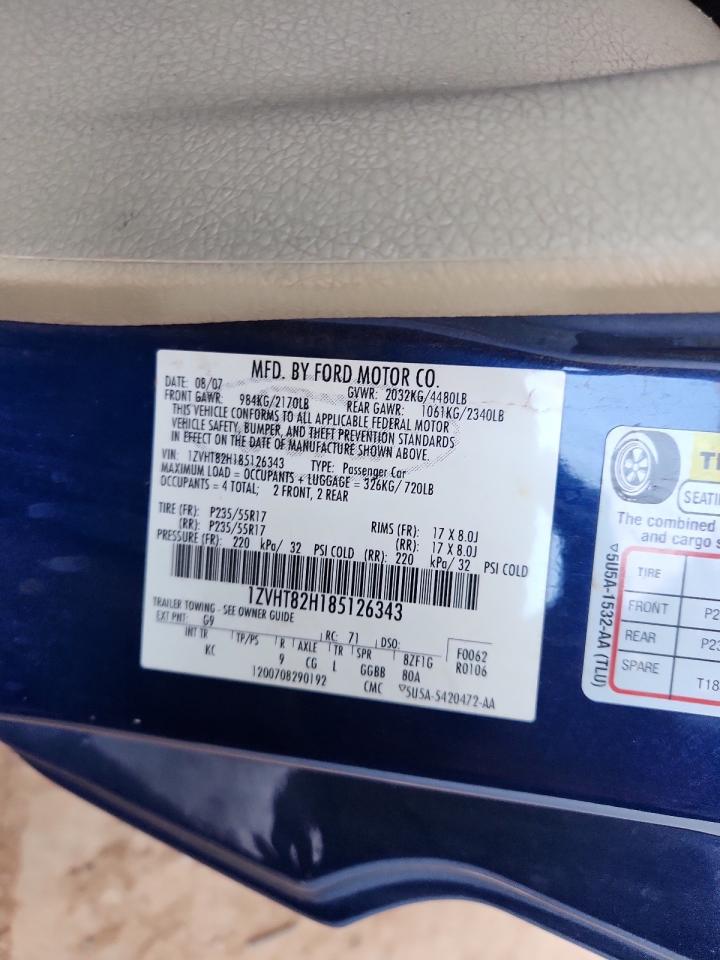 MFD. BY FORD MOTOR CO.
DATE: 08/07 GVWR: 2032KG/4480LB
FRONT GAWR: 984KG/2170LB REAR GAWR: 1061KG/2340LB
THIS VEHICLE CONFORMS TO ALL APPLICABLE FEDERAL MOTOR
VEHICLE SAFETY, BUMPER, AND THEFT PREVENTION STANDARDS
IN EFFECT ON THE DATE OF MANUFACTURE SHOWN ABOVE.
VIN: 1ZVHT82H185126343 TYPE: Passenger Car
MAXIMUM LOAD = OCCUPANTS + LUGGAGE = 326KG/720LB
OCCUPANTS = 4 TOTAL; 2 FRONT, 2 REAR
TIRE (FR): P235/55R17 RIMS (FR): 17 X 8.0J
(RR): P235/55R17 (RR): 17 X 8.0J
PRESSURE (FR): 220 kPa/ 32 PSI COLD (RR): 220 kPa/ 32 PSI COLD
1ZVHT82H185126343
TRAILER TOWING - SEE OWNER GUIDE
EXT PNT: G9 RC: 71 DSO: F0062
INT TR TP/PS R AXLE TR SPR 8ZF1G R0106
KC 9 CG L GGBB 80A
1200708290192 CMC ▽5U5A-5420472-AA
SEATI
The combined
and cargo s
TIRE
FRONT P2
REAR P23
SPARE T18
▽5U5A-1532-AA (TLU)